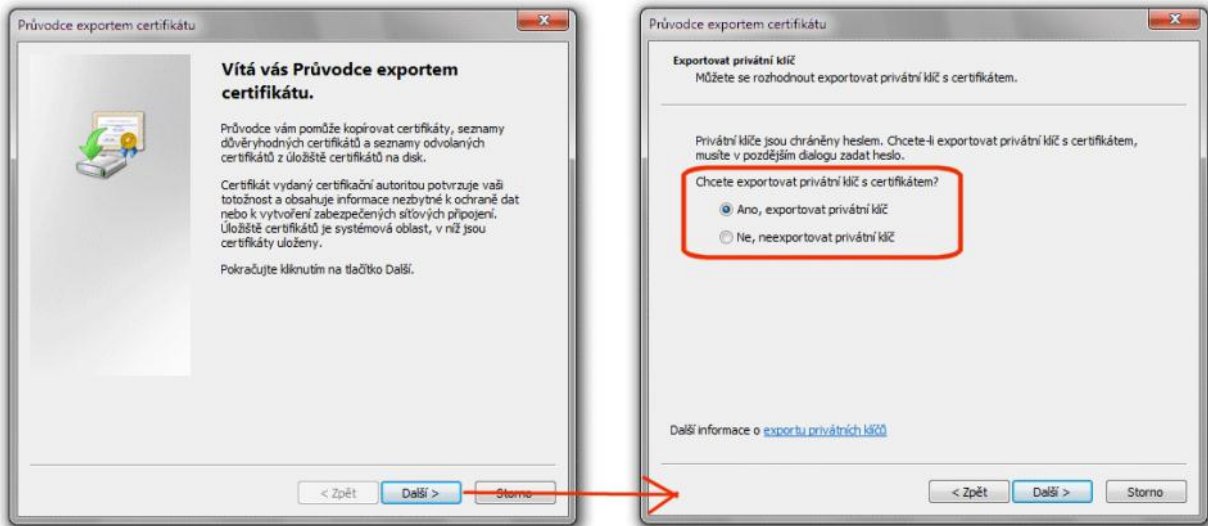 Průvodce exportem certifikátu
Vítá vás Průvodce exportem
certifikátu.
Průvodce vám pomůže kopírovat certifikáty, seznamy
důvěryhodných certifikátů a seznamy odvolaných
certifikátů z úložiště certifikátů na disk.
Certifikát vydaný certifikační autoritou potvrzuje vaši
totožnost a obsahuje informace nezbytné k ochraně dat
nebo k vytvoření zabezpečených síťových připojení.
Úložiště certifikátů je systémová oblast, v níž jsou
certifikáty uloženy.
Pokračujte kliknutím na tlačítko Další.
< Zpět
Další >
Storno
Průvodce exportem certifikátu
Exportovat privátní klíč
Můžete se rozhodnout exportovat privátní klíč s certifikátem.
Privátní klíče jsou chráněny heslem. Chcete-li exportovat privátní klíč s certifikátem,
musíte v pozdějším dialogu zadat heslo.
Chcete exportovat privátní klíč s certifikátem?
Ano, exportovat privátní klíč
Ne, neexportovat privátní klíč
Další informace o exportu privátních klíčů
< Zpět
Další >
Storno